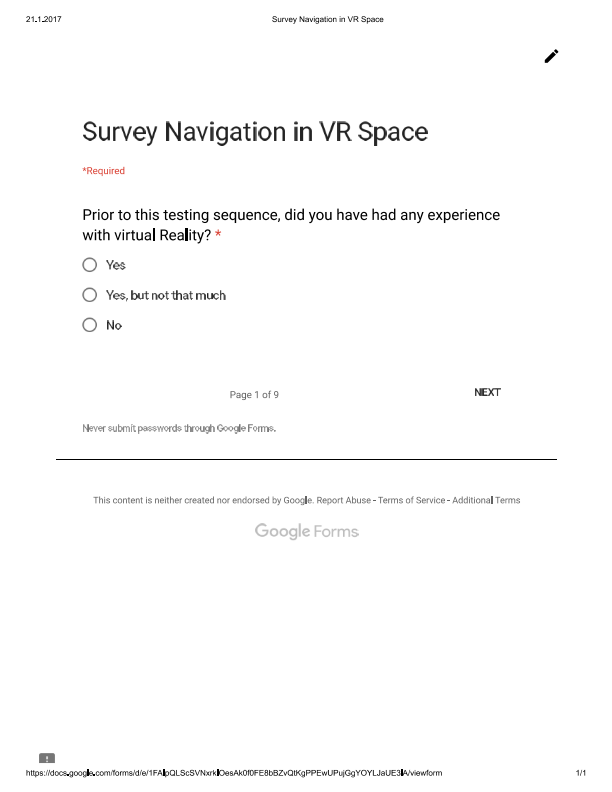 21.1.2017
Survey Navigation in VR Space
Survey Navigation in VR Space
*Required
Prior to this testing sequence, did you have had any experience
with virtual Reality? *
Yes
Yes, but not that much
No
Page 1 of 9
NEXT
Never submit passwords through Google Forms.
This content is neither created nor endorsed by Google. Report Abuse - Terms of Service - Additional Terms
Google Forms
!
https://docs.google.com/forms/d/e/1FAIpQLScSVNxrklOesAk0f0FE8bBZvQtKgPPEwUPujGgYOYLJaUE3lA/viewform
1/1